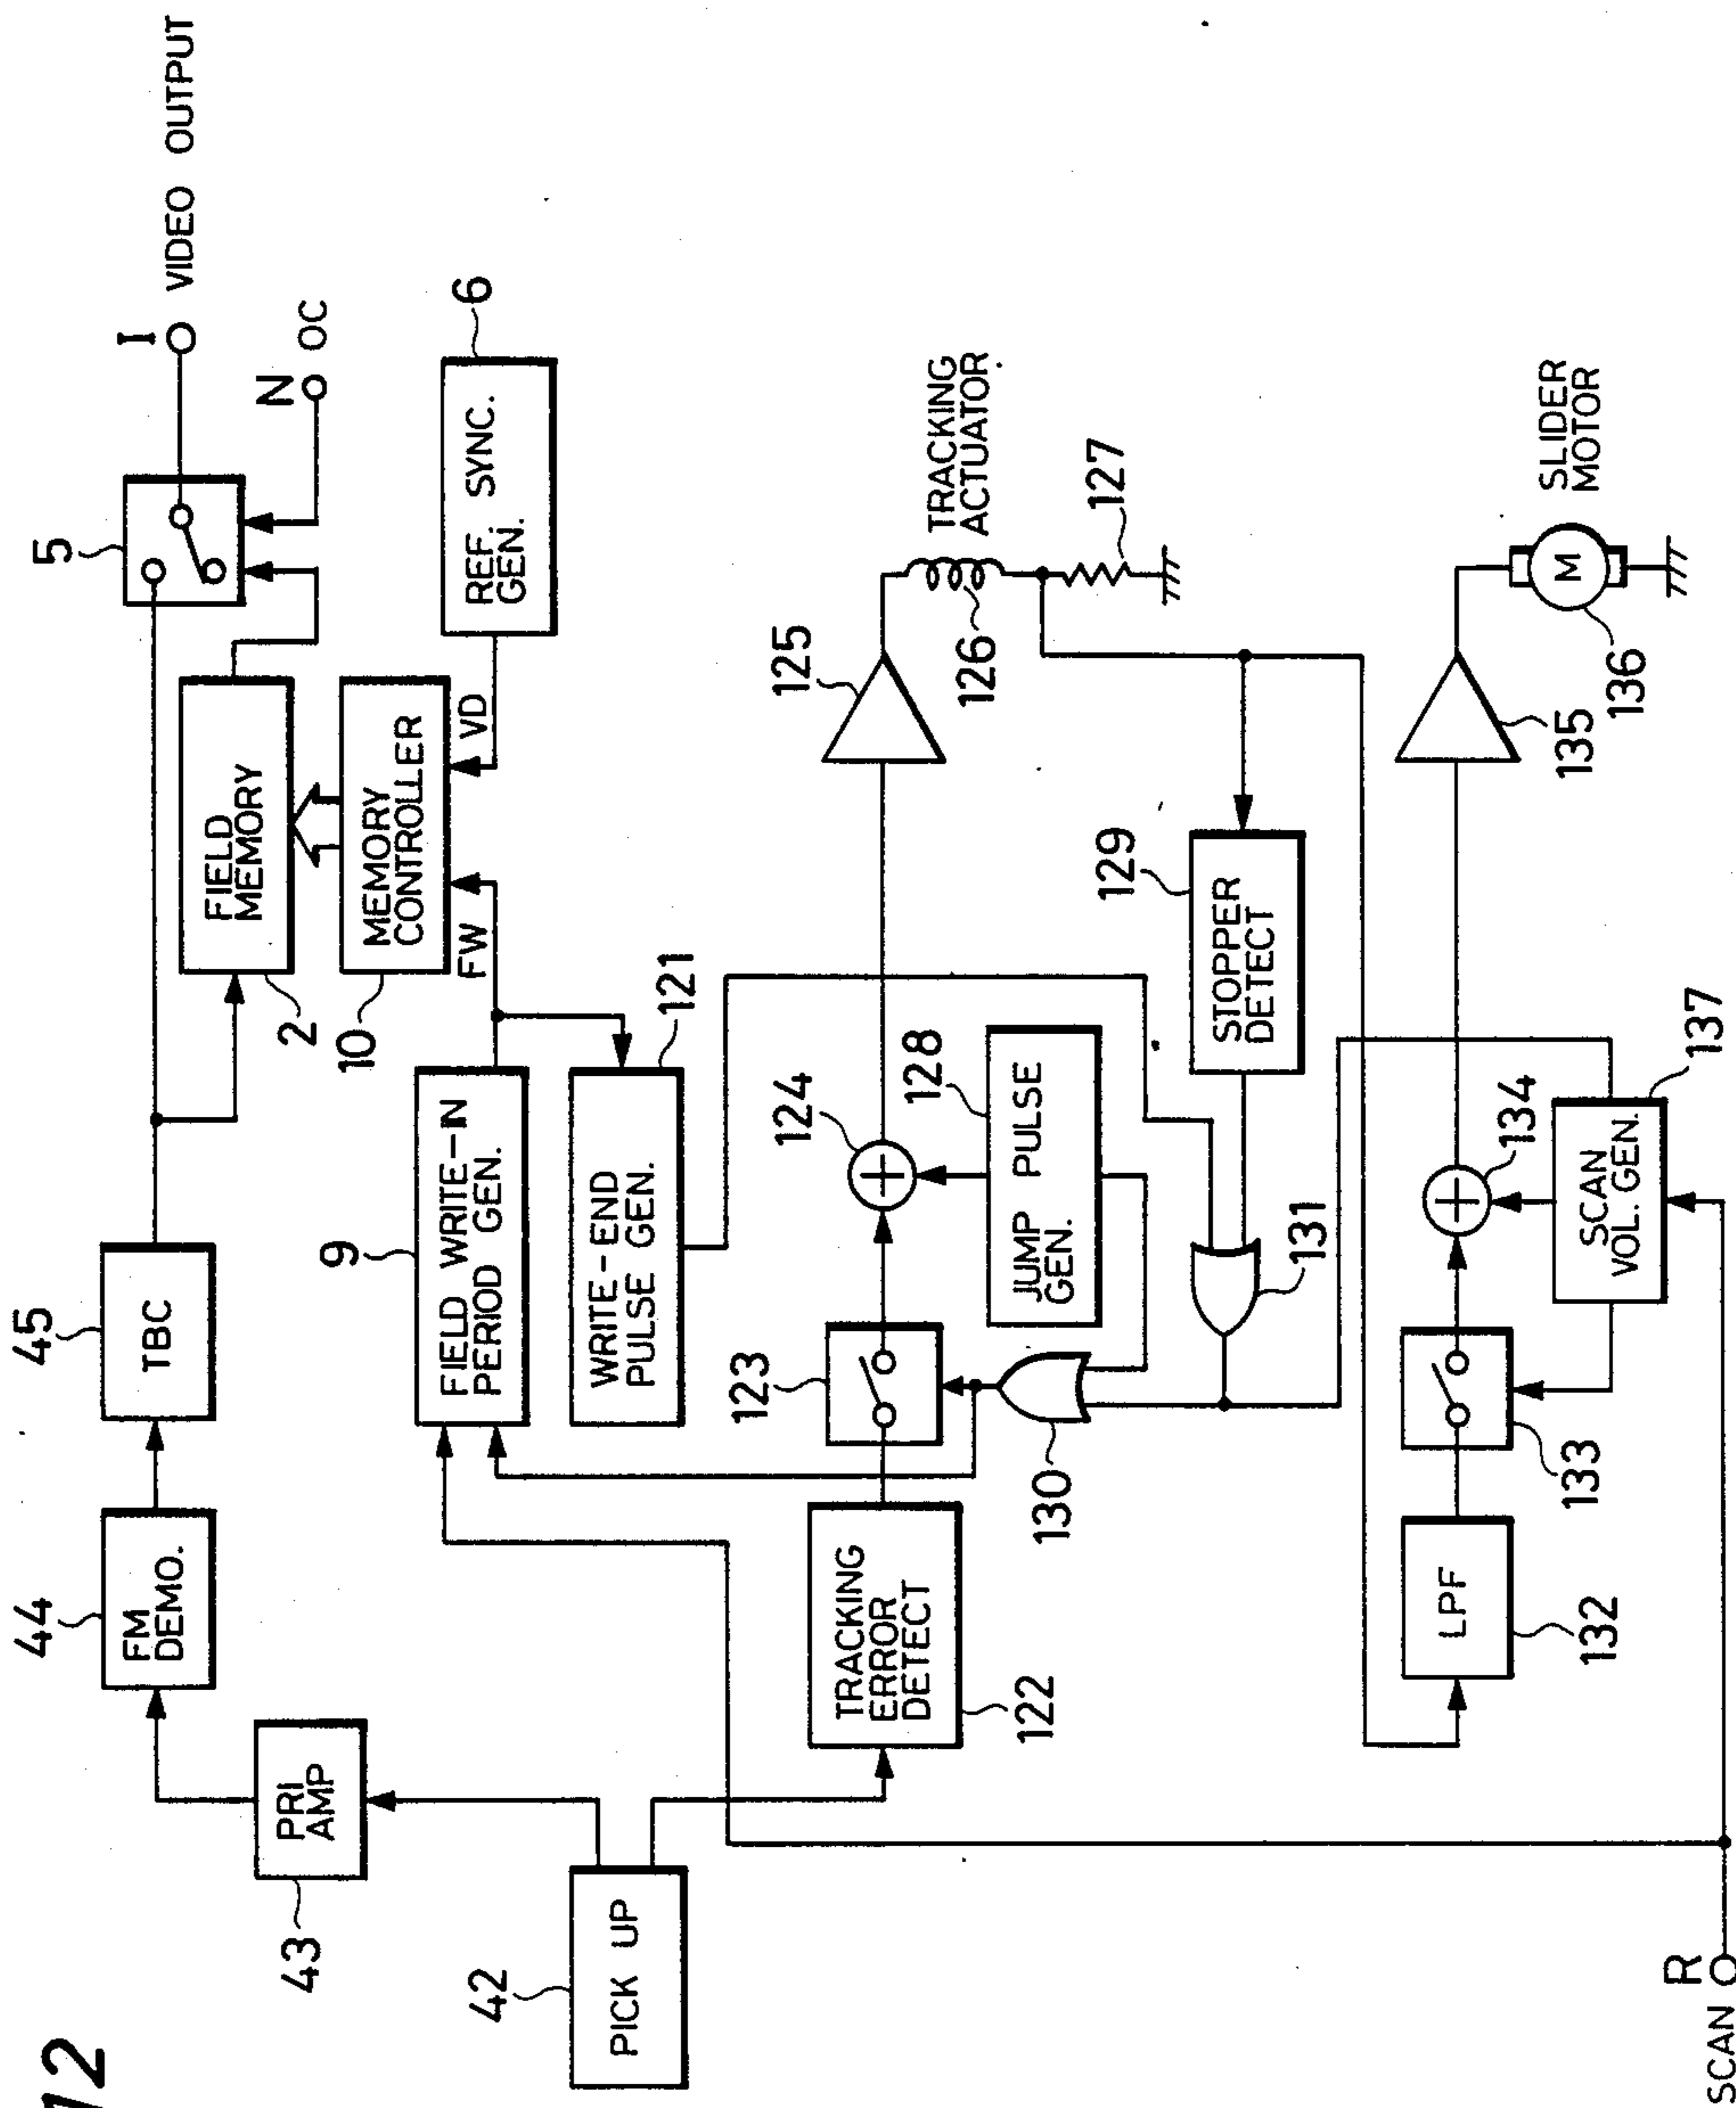 12
42
PICK UP
43
PRI
AMP
44
FM
DEMO.
45
TBC
5
I
VIDEO OUTPUT
N
OC
2
FIELD
MEMORY
10
MEMORY
CONTROLLER
FW
VD
6
REF. SYNC.
GEN.
9
FIELD WRITE-IN
PERIOD GEN.
121
WRITE-END
PULSE GEN.
122
TRACKING
ERROR
DETECT
123
124
125
126
TRACKING
ACTUATOR
127
128
JUMP PULSE
GEN.
129
STOPPER
DETECT
130
131
132
LPF
133
134
135
136
M
SLIDER
MOTOR
137
SCAN
VOL. GEN.
R
SCAN